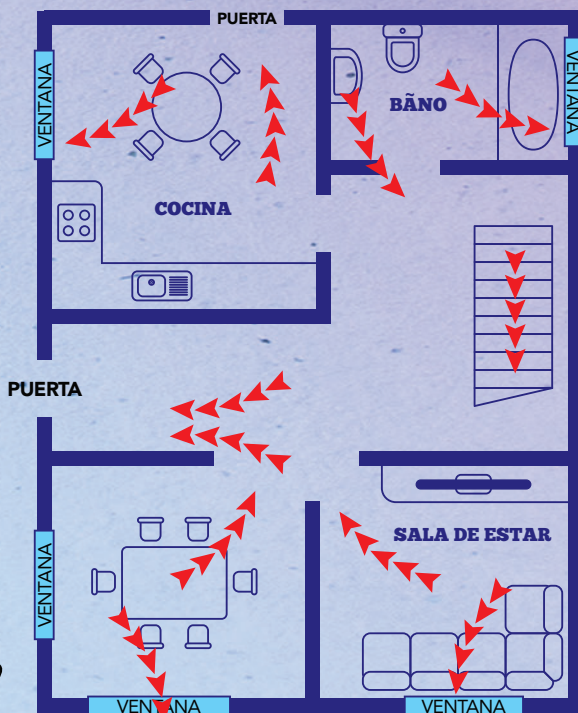 PUERTA
VENTANA
BÃNO
VENTANA
COCINA
PUERTA
SALA DE ESTAR
VENTANA
VENTANA
VENTANA